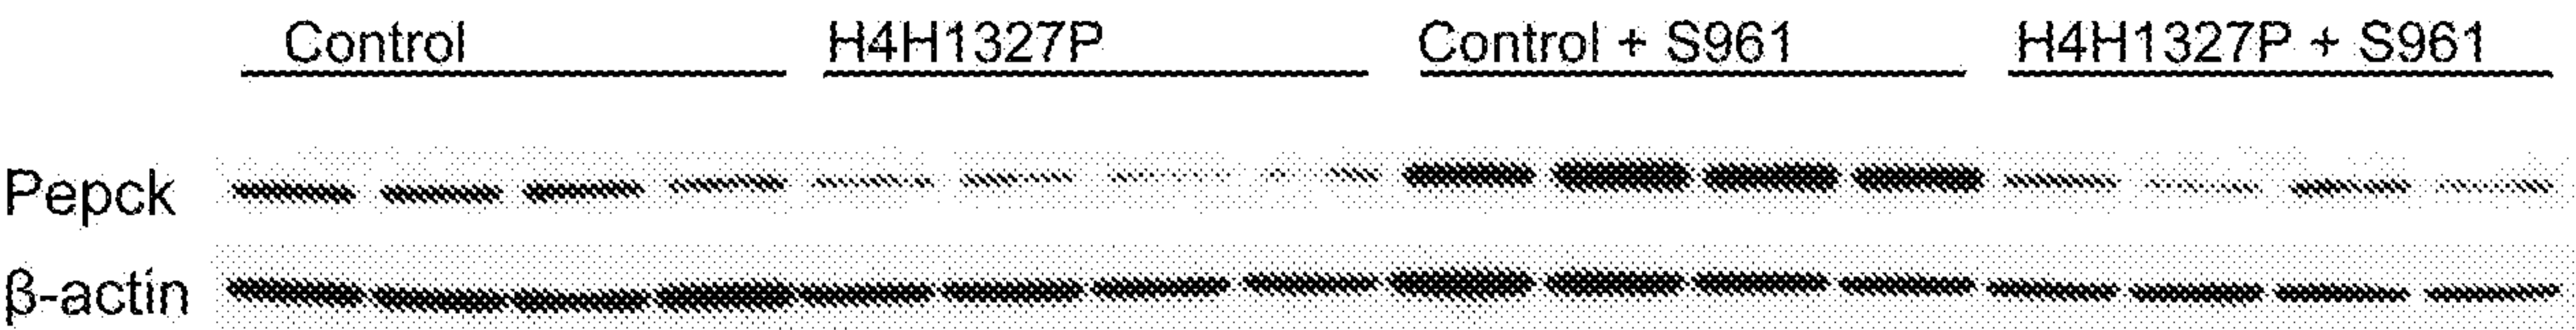 Control H4H1327P Control + S961 H4H1327P + S961
Pepck
β-actin